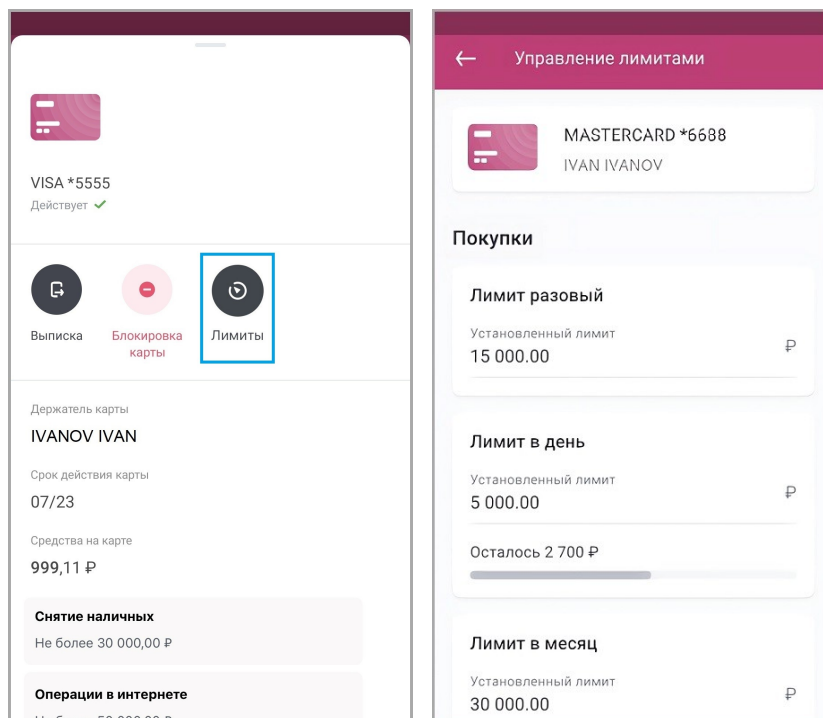 VISA *5555
Действует
Выписка
Блокировка
карты
Лимиты
Держатель карты
IVANOV IVAN
Срок действия карты
07/23
Средства на карте
999,11 ₽
Снятие наличных
Не более 30 000,00 ₽
Операции в интернете
Управление лимитами
MASTERCARD *6688
IVAN IVANOV
Покупки
Лимит разовый
Установленный лимит
15 000.00 ₽
Лимит в день
Установленный лимит
5 000.00 ₽
Осталось 2 700 ₽
Лимит в месяц
Установленный лимит
30 000.00 ₽